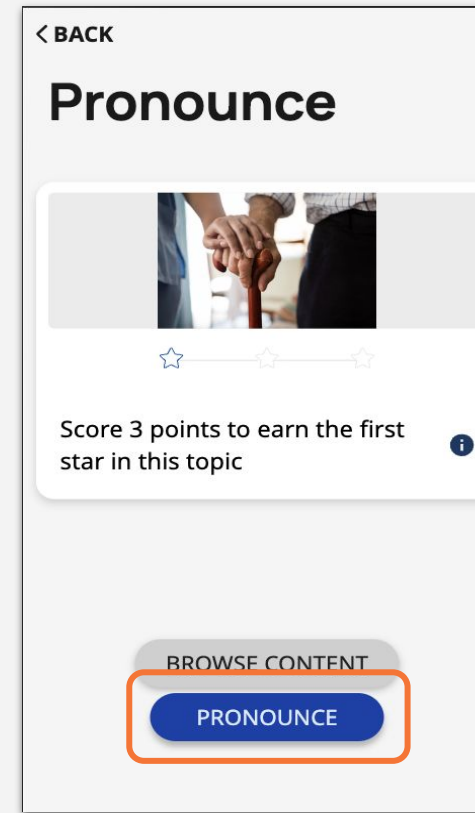 BACK
Pronounce
Score 3 points to earn the first
star in this topic
BROWSE CONTENT
PRONOUNCE